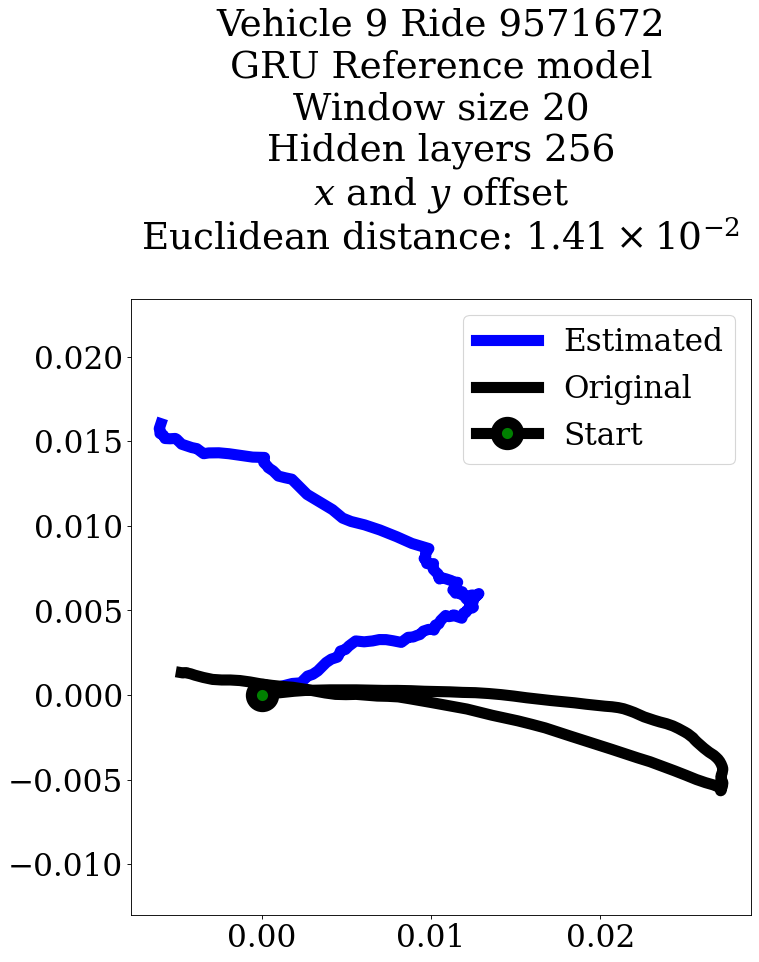 Vehicle 9 Ride 9571672
GRU Reference model
Window size 20
Hidden layers 256
x and y offset
Euclidean distance: 1.41 × 10⁻²
Estimated
Original
Start
0.020
0.015
0.010
0.005
0.000
−0.005
−0.010
0.00 0.01 0.02